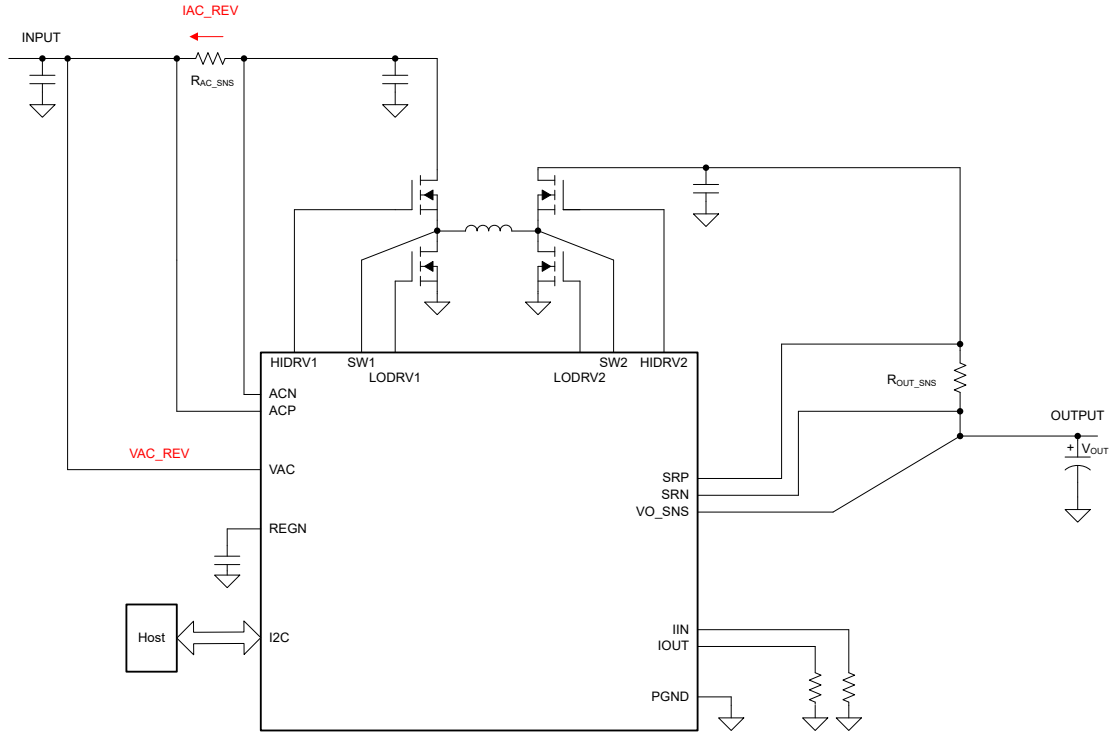 IAC_REV
INPUT
RAC_SNS
HIDRV1
SW1
LODRV1
LODRV2
SW2
HIDRV2
ACN
ACP
ROUT_SNS
OUTPUT
VAC_REV
VAC
+ VOUT
SRP
SRN
VO_SNS
REGN
Host
I2C
IIN
IOUT
PGND